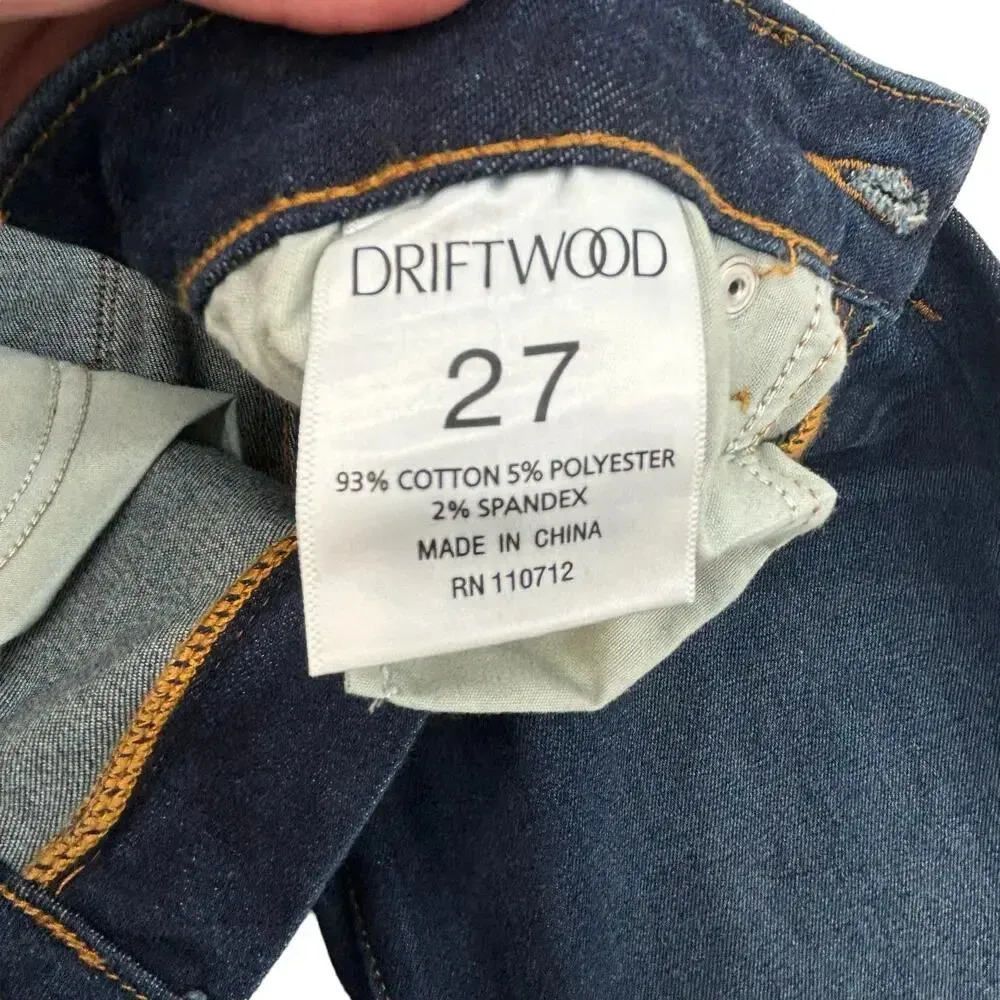 DRIFTWOOD
27
93% COTTON 5% POLYESTER
2% SPANDEX
MADE IN CHINA
RN 110712